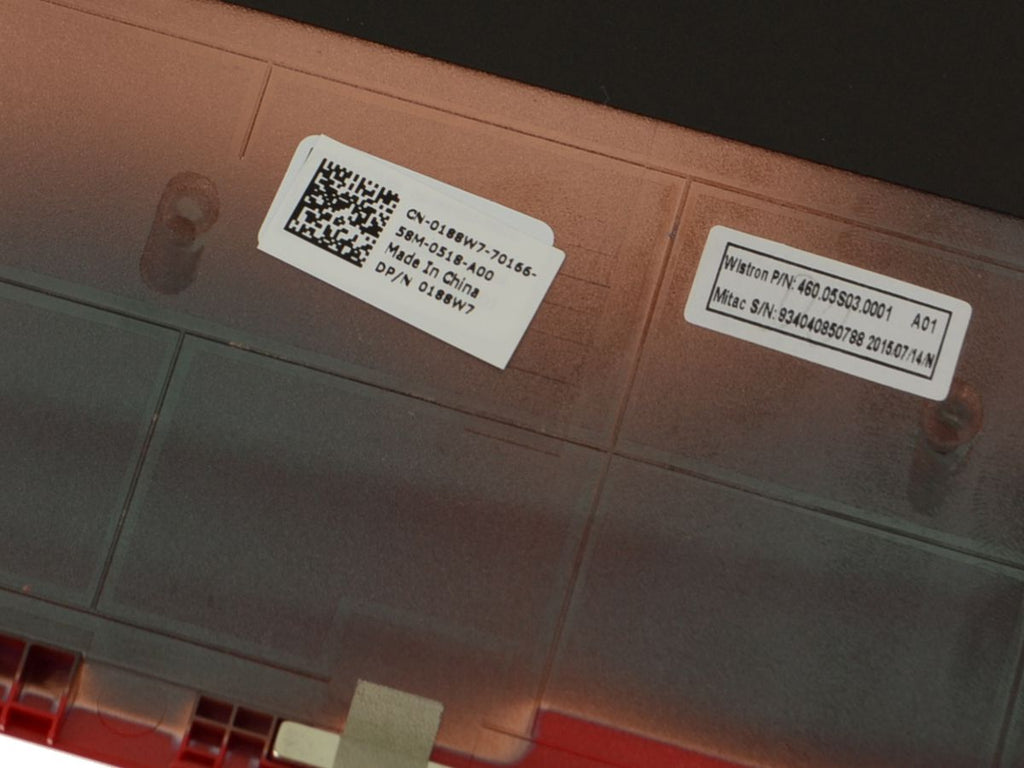 CN-0188W7-70166-
58M-0518-A00
Made In China
DP/N 0188W7
Wistron P/N: 460.05S03.0001 A01
Mitac S/N: 934040850788 2015/07/14/N